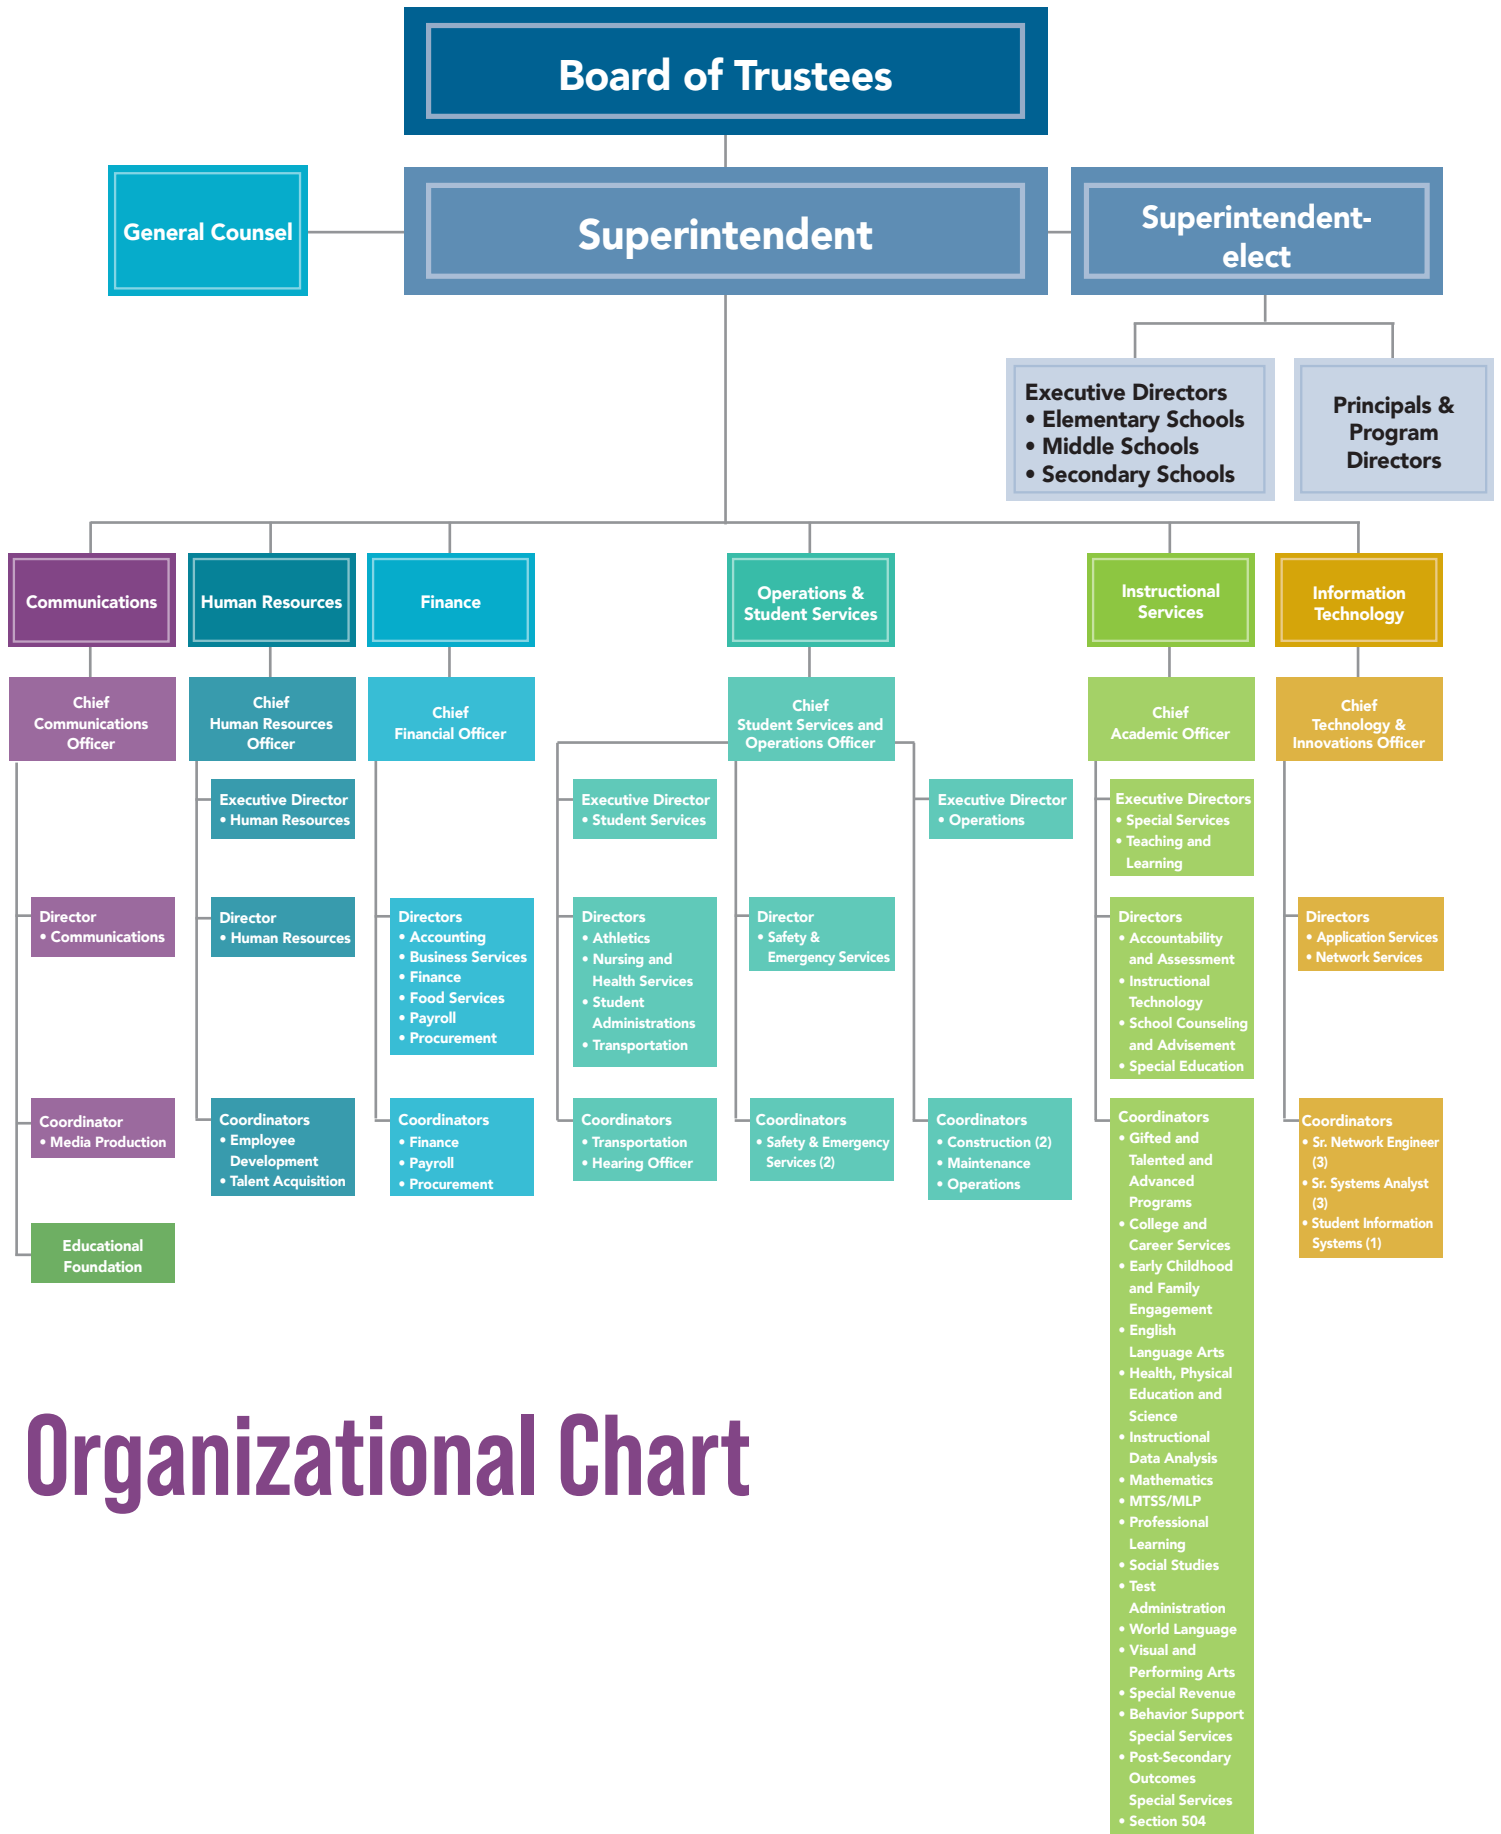 Board of Trustees
General Counsel
Superintendent
Superintendent-
elect
Executive Directors
• Elementary Schools
• Middle Schools
• Secondary Schools
Principals &
Program
Directors
Communications
Human Resources
Finance
Operations &
Student Services
Instructional
Services
Information
Technology
Chief
Communications
Officer
Chief
Human Resources
Officer
Chief
Financial Officer
Chief
Student Services and
Operations Officer
Chief
Academic Officer
Chief
Technology &
Innovations Officer
Executive Director
• Human Resources
Executive Director
• Student Services
Executive Director
• Operations
Executive Directors
• Special Services
• Teaching and
Learning
Director
• Communications
Director
• Human Resources
Directors
• Accounting
• Business Services
• Finance
• Food Services
• Payroll
• Procurement
Directors
• Athletics
• Nursing and
Health Services
• Student
Administrations
• Transportation
Director
• Safety &
Emergency Services
Directors
• Accountability
and Assessment
• Instructional
Technology
• School Counseling
and Advisement
• Special Education
Directors
• Application Services
• Network Services
Coordinator
• Media Production
Coordinators
• Employee
Development
• Talent Acquisition
Coordinators
• Finance
• Payroll
• Procurement
Coordinators
• Transportation
• Hearing Officer
Coordinators
• Safety & Emergency
Services (2)
Coordinators
• Construction (2)
• Maintenance
• Operations
Coordinators
• Gifted and
Talented and
Advanced
Programs
• College and
Career Services
• Early Childhood
and Family
Engagement
• English
Language Arts
• Health, Physical
Education and
Science
• Instructional
Data Analysis
• Mathematics
• MTSS/MLP
• Professional
Learning
• Social Studies
• Test
Administration
• World Language
• Visual and
Performing Arts
• Special Revenue
• Behavior Support
Special Services
• Post-Secondary
Outcomes
Special Services
• Section 504
Coordinators
• Sr. Network Engineer
(3)
• Sr. Systems Analyst
(3)
• Student Information
Systems (1)
Educational
Foundation
Organizational Chart